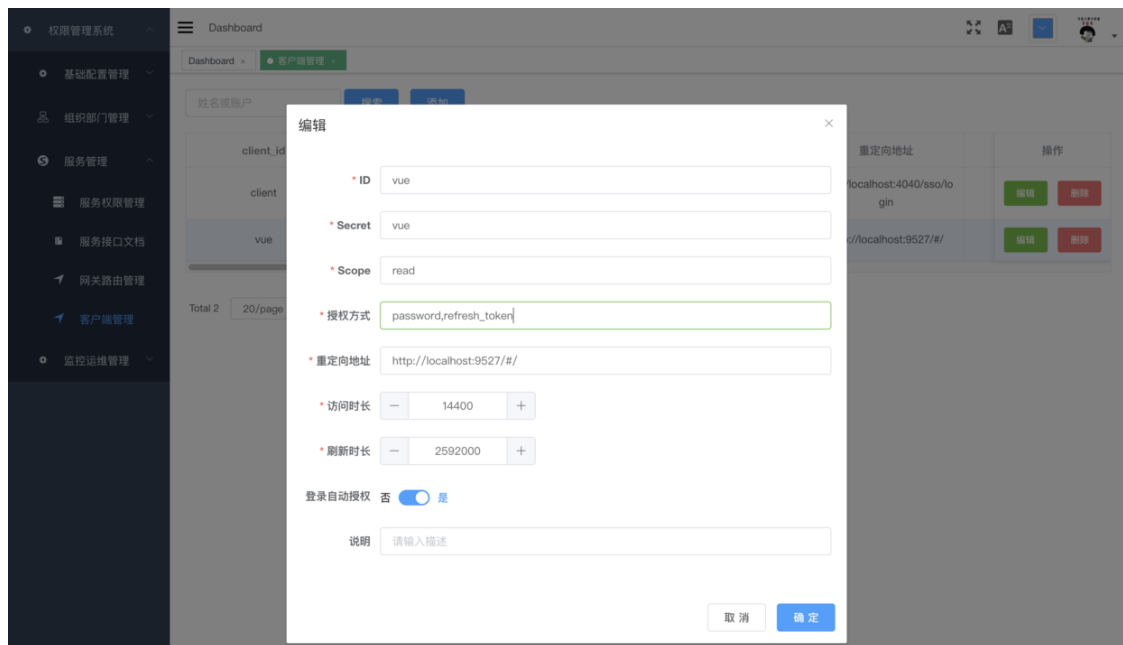 权限管理系统
Dashboard
Dashboard ×
客户端管理 ×
基础配置管理
组织部门管理
服务管理
服务权限管理
服务接口文档
网关路由管理
客户端管理
监控运维管理
姓名或账户
搜索
添加
client_id
重定向地址
操作
client
/localhost:4040/sso/lo
gin
编辑
删除
vue
://localhost:9527/#/
编辑
删除
Total 2
20/page
编辑
* ID
vue
* Secret
vue
* Scope
read
* 授权方式
password,refresh_token
* 重定向地址
http://localhost:9527/#/
* 访问时长
14400
* 刷新时长
2592000
登录自动授权 否 是
说明
请输入描述
取 消
确 定